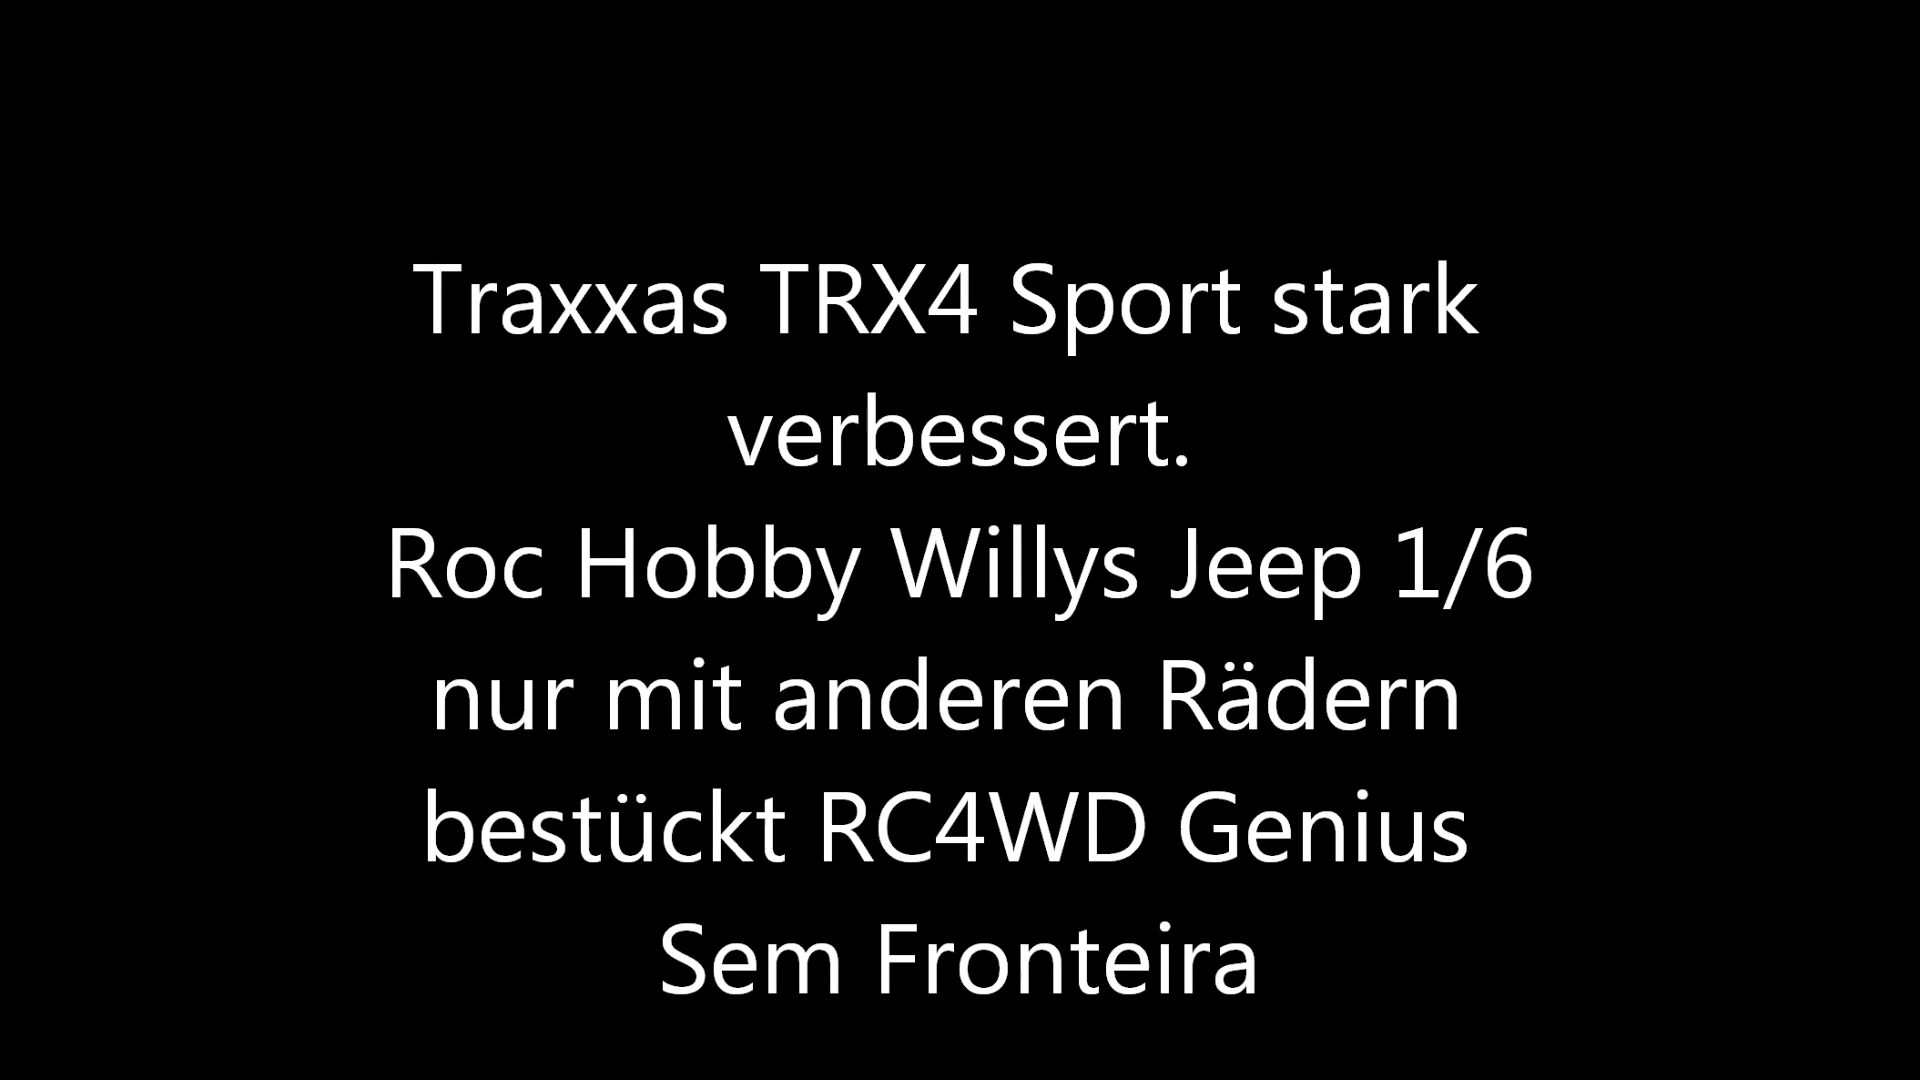 Traxxas TRX4 Sport stark
verbessert.
Roc Hobby Willys Jeep 1/6
nur mit anderen Rädern
bestückt RC4WD Genius
Sem Fronteira